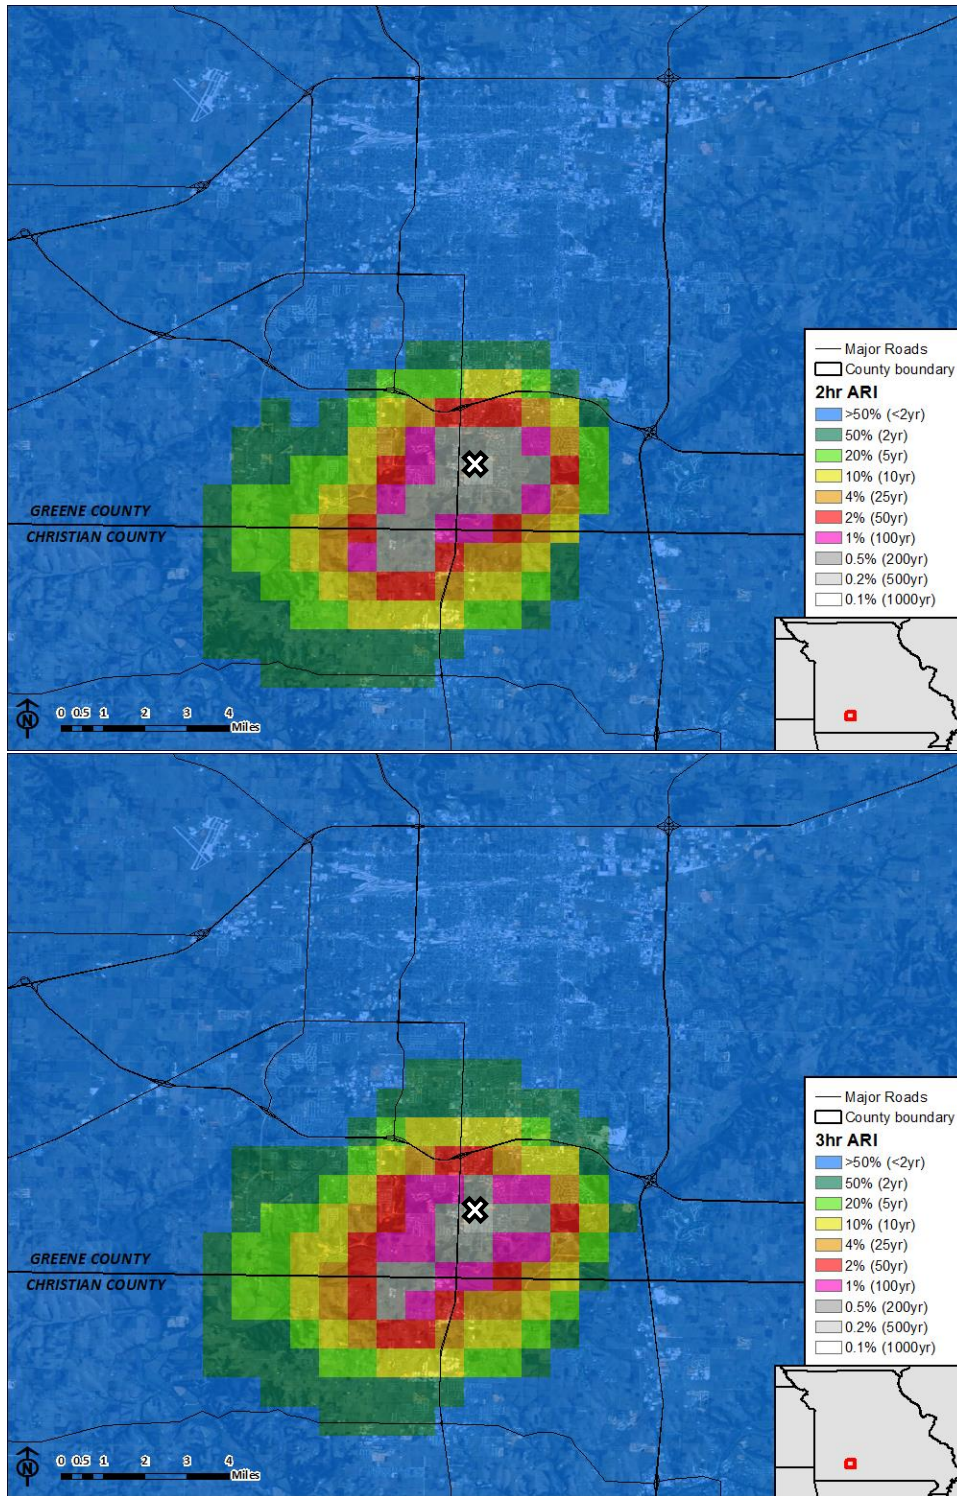 Major Roads
County boundary
2hr ARI
>50% (<2yr)
50% (2yr)
20% (5yr)
10% (10yr)
4% (25yr)
2% (50yr)
1% (100yr)
0.5% (200yr)
0.2% (500yr)
0.1% (1000yr)
GREENE COUNTY
CHRISTIAN COUNTY
N
0 0.5 1 2 3 4
Miles
Major Roads
County boundary
3hr ARI
>50% (<2yr)
50% (2yr)
20% (5yr)
10% (10yr)
4% (25yr)
2% (50yr)
1% (100yr)
0.5% (200yr)
0.2% (500yr)
0.1% (1000yr)
GREENE COUNTY
CHRISTIAN COUNTY
N
0 0.5 1 2 3 4
Miles